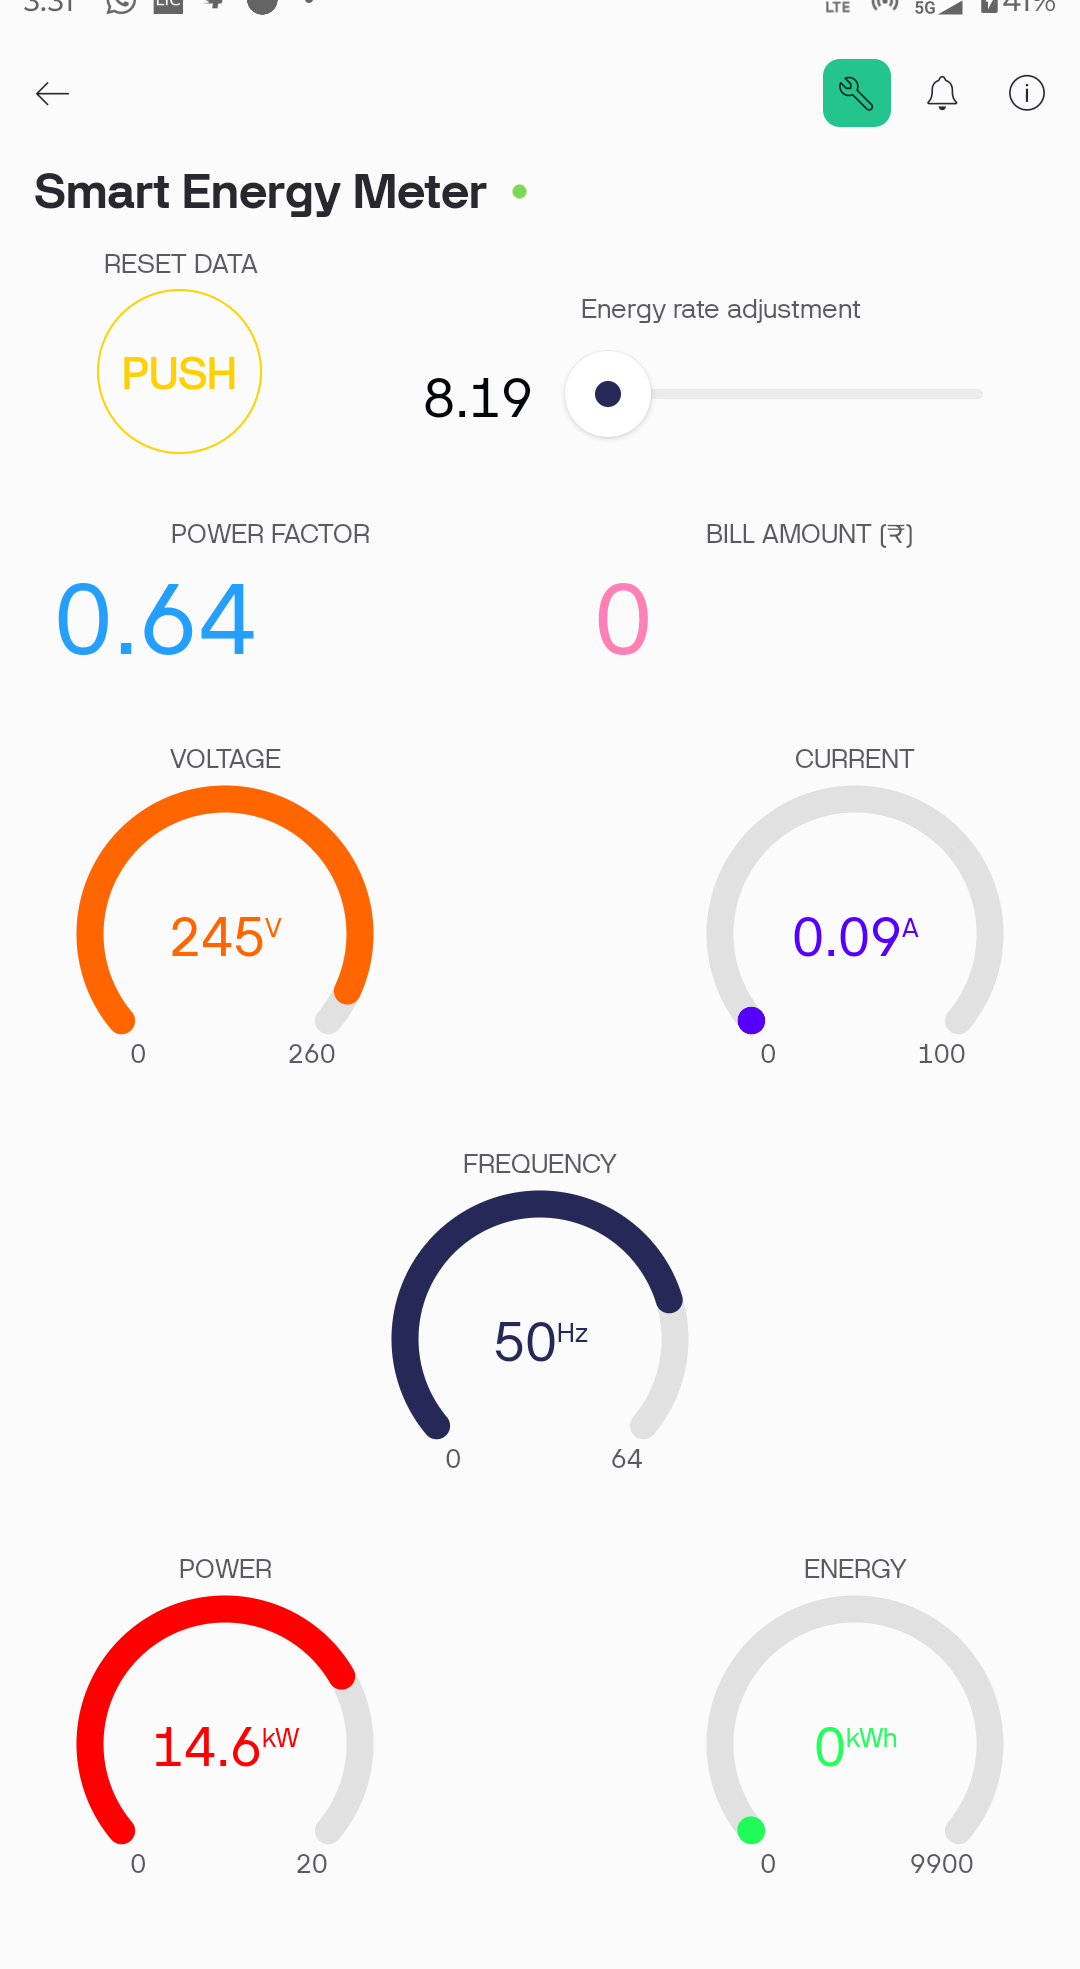 3:31 LTE 5G 41%
Smart Energy Meter
RESET DATA
PUSH
Energy rate adjustment
8.19
POWER FACTOR BILL AMOUNT (₹)
0.64 0
VOLTAGE CURRENT
245V 0.09A
0 260 0 100
FREQUENCY
50Hz
0 64
POWER ENERGY
14.6kW 0kWh
0 20 0 9900